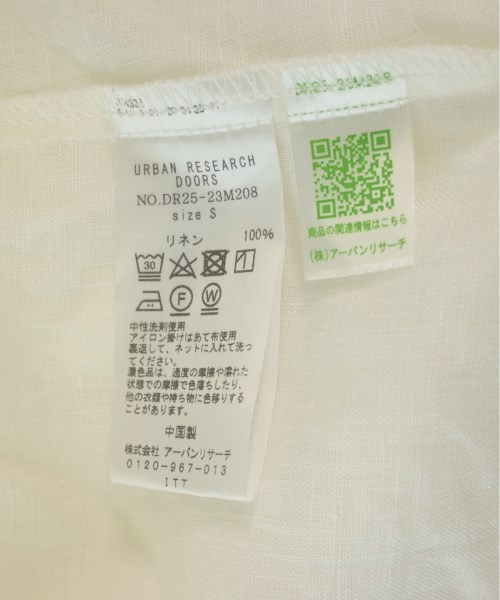 URBAN RESEARCH
DOORS
NO.DR25-23M208
size S
リネン 100%
30
F
W
中性洗剤使用
アイロン掛けはあて布使用
裏返して、ネットに入れて洗っ
てください。
濃色品は、過度の摩擦や濡れた
状態での摩擦で色落ちしたり、
他の衣類や持ち物に色移りする
ことがあります。
中国製
株式会社 アーバンリサーチ
0120-967-013
ITT
DR25-23M208
商品の関連情報はこちら
(株)アーバンリサーチ